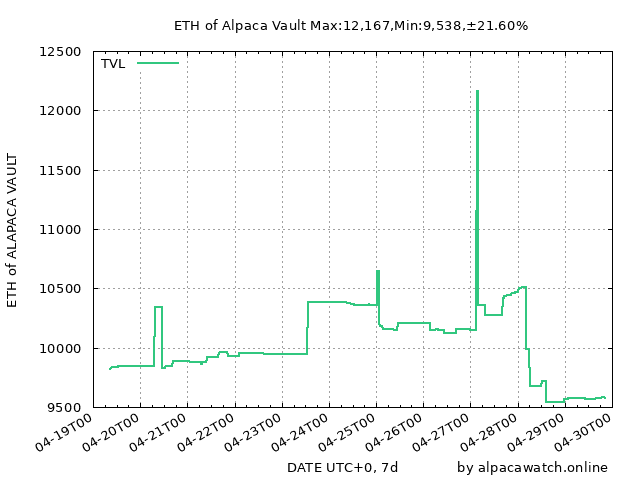 ETH of Alpaca Vault Max:12,167,Min:9,538,±21.60%
TVL
12500
12000
11500
11000
10500
10000
9500
ETH of ALAPACA VAULT
04-19T00
04-20T00
04-21T00
04-22T00
04-23T00
04-24T00
04-25T00
04-26T00
04-27T00
04-28T00
04-29T00
04-30T00
DATE UTC+0, 7d
by alpacawatch.online